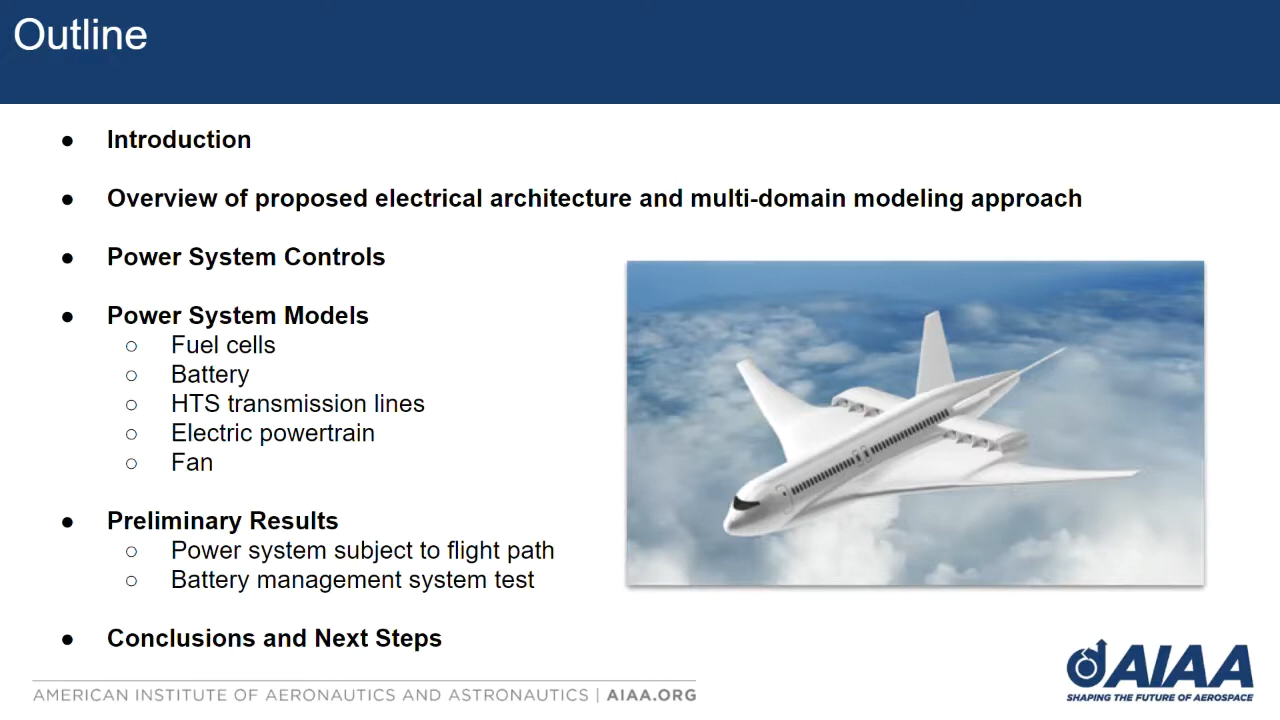 Outline
● Introduction
● Overview of proposed electrical architecture and multi-domain modeling approach
● Power System Controls
● Power System Models
○ Fuel cells
○ Battery
○ HTS transmission lines
○ Electric powertrain
○ Fan
● Preliminary Results
○ Power system subject to flight path
○ Battery management system test
● Conclusions and Next Steps
AMERICAN INSTITUTE OF AERONAUTICS AND ASTRONAUTICS | AIAA.ORG
AIAA
SHAPING THE FUTURE OF AEROSPACE